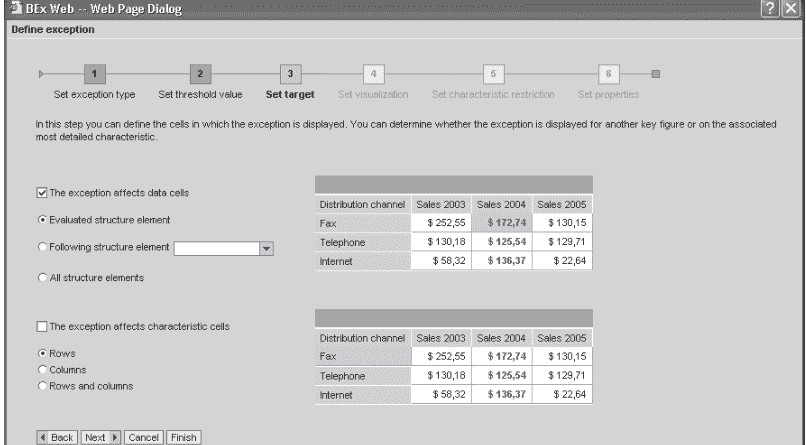 BEx Web -- Web Page Dialog
Define exception
1 2 3 4 5 6
Set exception type Set threshold value Set target Set visualization Set characteristic restriction Set properties
In this step you can define the cells in which the exception is displayed. You can determine whether the exception is displayed for another key figure or on the associated
most detailed characteristic.
The exception affects data cells
Evaluated structure element
Following structure element
All structure elements
Distribution channel Sales 2003 Sales 2004 Sales 2005
Fax $ 252,55 $ 172,74 $ 130,15
Telephone $ 130,18 $ 125,54 $ 129,71
Internet $ 58,32 $ 136,37 $ 22,64
The exception affects characteristic cells
Rows
Columns
Rows and columns
Distribution channel Sales 2003 Sales 2004 Sales 2005
Fax $ 252,55 $ 172,74 $ 130,15
Telephone $ 130,18 $ 125,54 $ 129,71
Internet $ 58,32 $ 136,37 $ 22,64
Back Next Cancel Finish